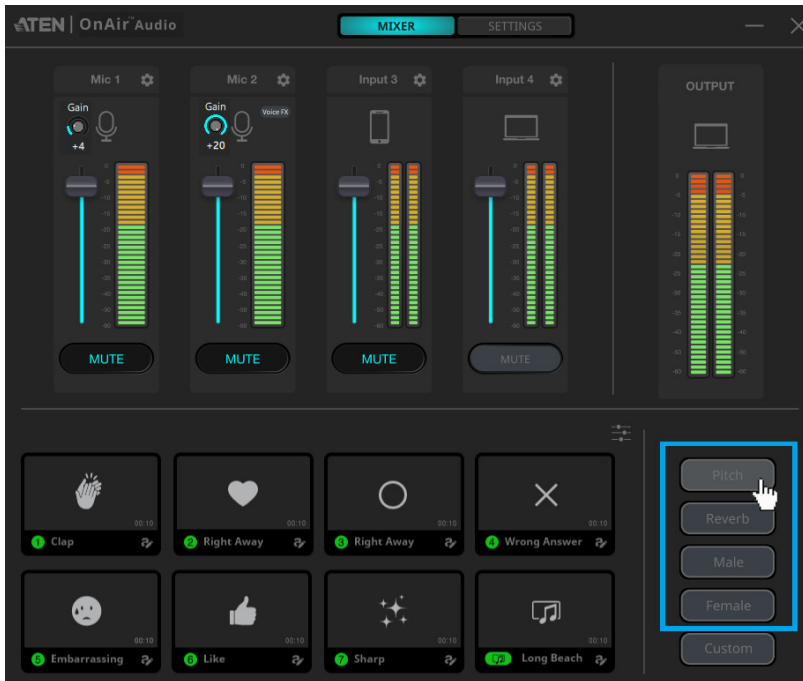 ATEN | OnAir™ Audio
MIXER
SETTINGS
Mic 1
Mic 2
Input 3
Input 4
OUTPUT
Gain
+4
Gain
+20
Voice FX
MUTE
MUTE
MUTE
MUTE
00:10
1 Clap
00:10
2 Right Away
00:10
3 Right Away
00:10
4 Wrong Answer
00:10
5 Embarrassing
00:10
6 Like
00:10
7 Sharp
00:10
Long Beach
Pitch
Reverb
Male
Female
Custom